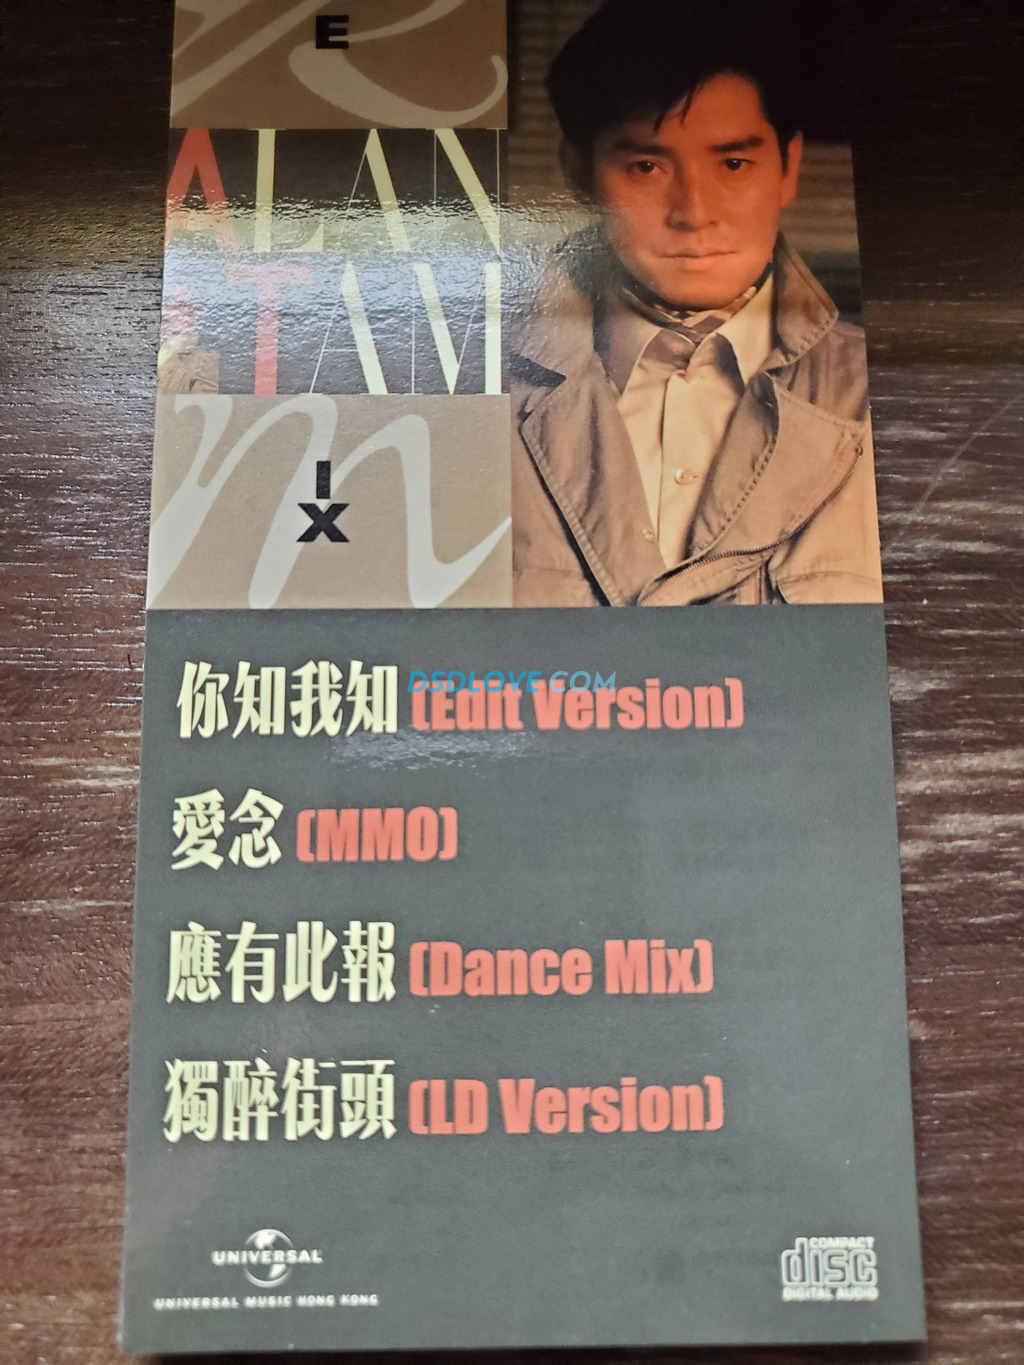 E
ALAN
TAM
I
X
你知我知 (Edit Version)
DSDLOVE.COM
愛念 (MMO)
應有此報 (Dance Mix)
獨醉街頭 (LD Version)
UNIVERSAL
UNIVERSAL MUSIC HONG KONG
COMPACT
disc
DIGITAL AUDIO